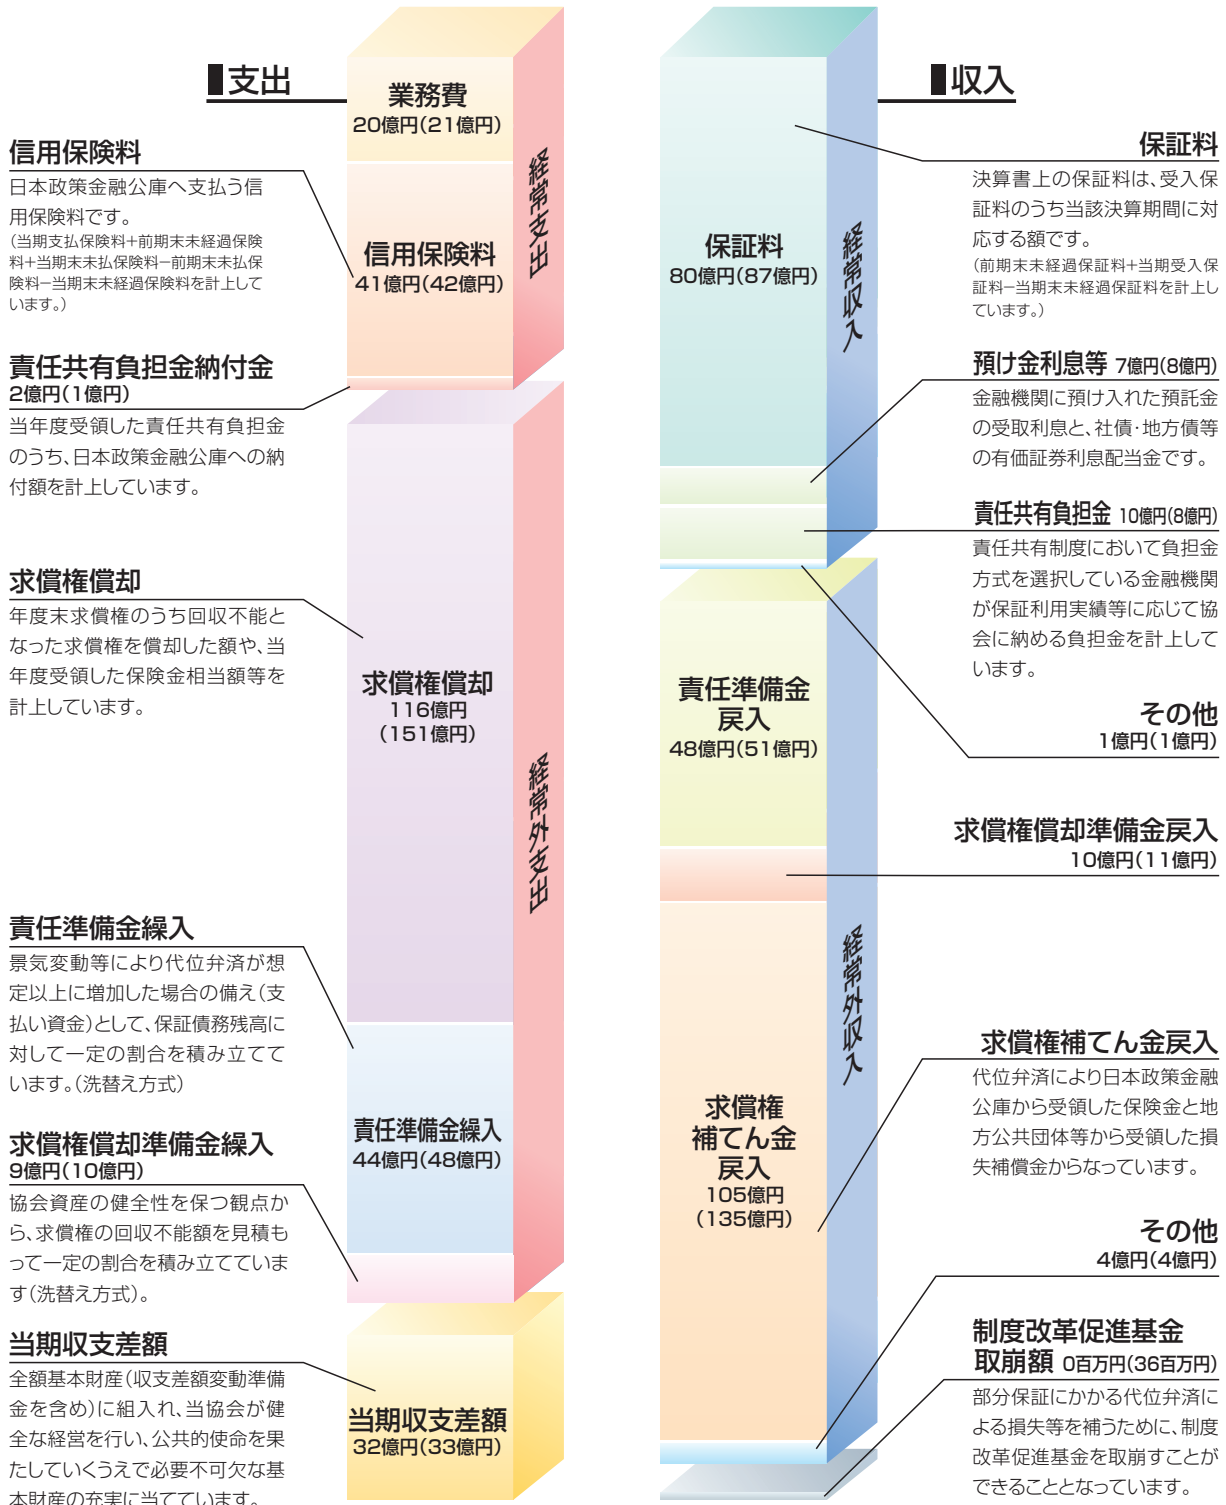 ■支出
業務費
20億円(21億円)
経常支出
信用保険料
日本政策金融公庫へ支払う信
用保険料です。
(当期支払保険料+前期末未経過保険
料+当期末未払保険料−前期末未払保
険料−当期末未経過保険料を計上して
います。)
信用保険料
41億円(42億円)
責任共有負担金納付金
2億円(1億円)
当年度受領した責任共有負担金
のうち、日本政策金融公庫への納
付額を計上しています。
求償権償却
年度末求償権のうち回収不能と
なった求償権を償却した額や、当
年度受領した保険金相当額等を
計上しています。
求償権償却
116億円
(151億円)
経常外支出
責任準備金繰入
景気変動等により代位弁済が想
定以上に増加した場合の備え(支
払い資金)として、保証債務残高に
対して一定の割合を積み立てて
います。(洗替え方式)
責任準備金繰入
44億円(48億円)
求償権償却準備金繰入
9億円(10億円)
協会資産の健全性を保つ観点か
ら、求償権の回収不能額を見積も
って一定の割合を積み立てていま
す(洗替え方式)。
当期収支差額
全額基本財産(収支差額変動準備
金を含め)に組入れ、当協会が健
全な経営を行い、公共的使命を果
たしていくうえで必要不可欠な基
本財産の充実に当てています。
当期収支差額
32億円(33億円)
■収入
保証料
決算書上の保証料は、受入保
証料のうち当該決算期間に対
応する額です。
(前期末未経過保証料+当期受入保
証料−当期末未経過保証料を計上し
ています。)
保証料
80億円(87億円)
経常収入
預け金利息等 7億円(8億円)
金融機関に預け入れた預託金
の受取利息と、社債・地方債等
の有価証券利息配当金です。
責任共有負担金 10億円(8億円)
責任共有制度において負担金
方式を選択している金融機関
が保証利用実績等に応じて協
会に納める負担金を計上して
います。
その他
1億円(1億円)
責任準備金
戻入
48億円(51億円)
求償権償却準備金戻入
10億円(11億円)
経常外収入
求償権補てん金戻入
代位弁済により日本政策金融
公庫から受領した保険金と地
方公共団体等から受領した損
失補償金からなっています。
求償権
補てん金
戻入
105億円
(135億円)
その他
4億円(4億円)
制度改革促進基金
取崩額 0百万円(36百万円)
部分保証にかかる代位弁済に
よる損失等を補うために、制度
改革促進基金を取崩すことが
できることとなっています。